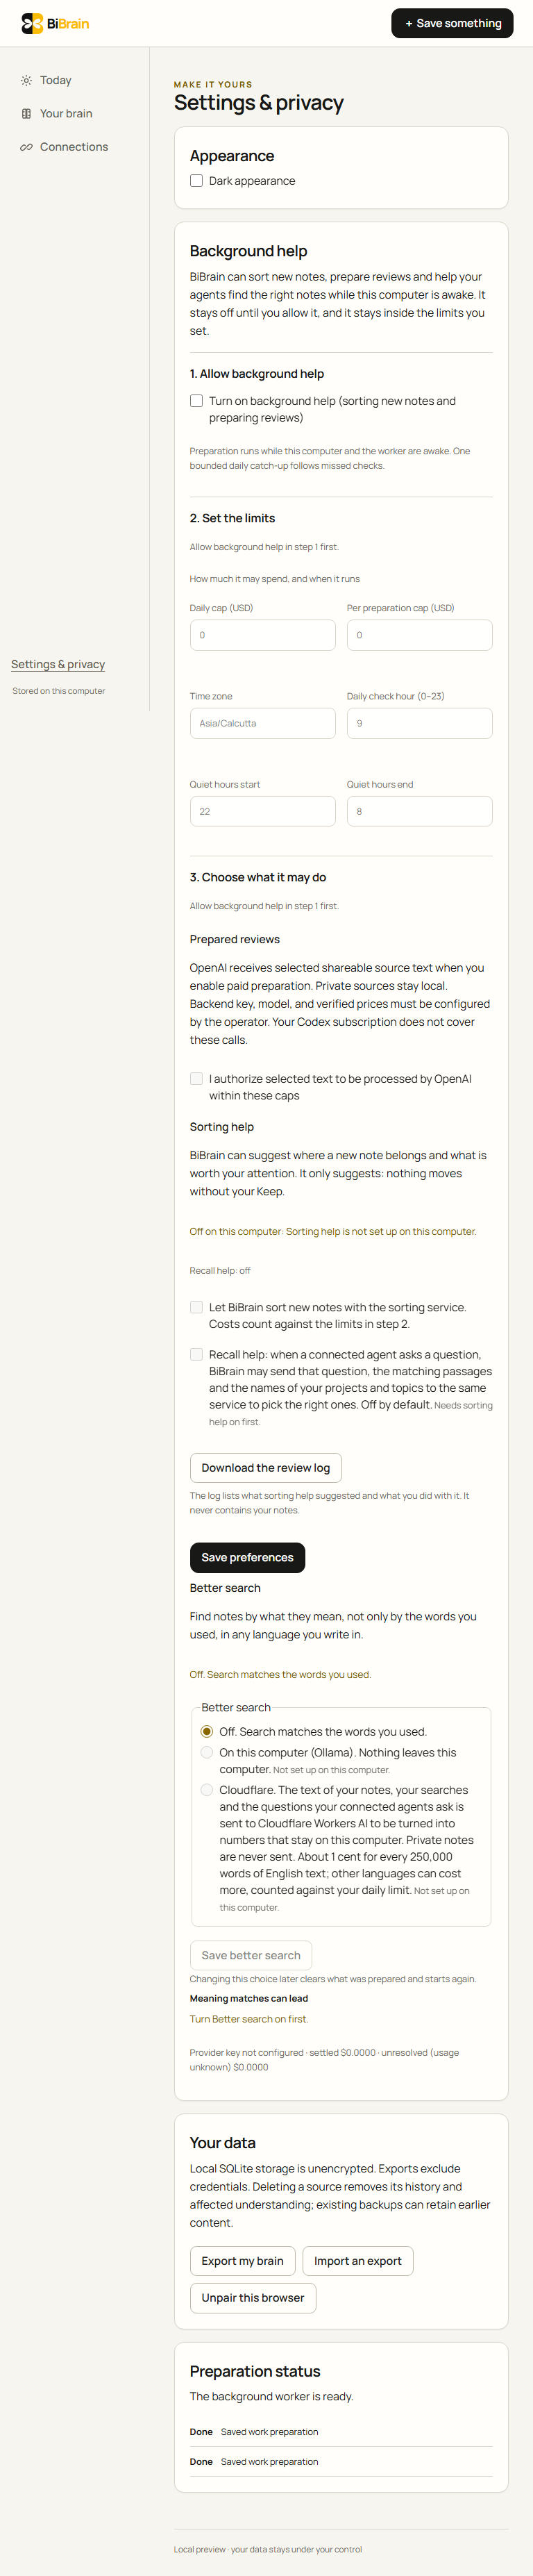 BiBrain
+ Save something
Today
Your brain
Connections
Settings & privacy
Stored on this computer
MAKE IT YOURS
Settings & privacy
Appearance
Dark appearance
Background help
BiBrain can sort new notes, prepare reviews and help your
agents find the right notes while this computer is awake. It
stays off until you allow it, and it stays inside the limits you
set.
1. Allow background help
Turn on background help (sorting new notes and
preparing reviews)
Preparation runs while this computer and the worker are awake. One
bounded daily catch-up follows missed checks.
2. Set the limits
Allow background help in step 1 first.
How much it may spend, and when it runs
Daily cap (USD)
Per preparation cap (USD)
0
0
Time zone
Daily check hour (0–23)
Asia/Calcutta
9
Quiet hours start
Quiet hours end
22
8
3. Choose what it may do
Allow background help in step 1 first.
Prepared reviews
OpenAI receives selected shareable source text when you
enable paid preparation. Private sources stay local.
Backend key, model, and verified prices must be configured
by the operator. Your Codex subscription does not cover
these calls.
I authorize selected text to be processed by OpenAI
within these caps
Sorting help
BiBrain can suggest where a new note belongs and what is
worth your attention. It only suggests: nothing moves
without your Keep.
Off on this computer: Sorting help is not set up on this computer.
Recall help: off
Let BiBrain sort new notes with the sorting service.
Costs count against the limits in step 2.
Recall help: when a connected agent asks a question,
BiBrain may send that question, the matching passages
and the names of your projects and topics to the same
service to pick the right ones. Off by default. Needs sorting
help on first.
Download the review log
The log lists what sorting help suggested and what you did with it. It
never contains your notes.
Save preferences
Better search
Find notes by what they mean, not only by the words you
used, in any language you write in.
Off. Search matches the words you used.
Better search
Off. Search matches the words you used.
On this computer (Ollama). Nothing leaves this
computer. Not set up on this computer.
Cloudflare. The text of your notes, your searches
and the questions your connected agents ask is
sent to Cloudflare Workers AI to be turned into
numbers that stay on this computer. Private notes
are never sent. About 1 cent for every 250,000
words of English text; other languages can cost
more, counted against your daily limit. Not set up on
this computer.
Save better search
Changing this choice later clears what was prepared and starts again.
Meaning matches can lead
Turn Better search on first.
Provider key not configured · settled $0.0000 · unresolved (usage
unknown) $0.0000
Your data
Local SQLite storage is unencrypted. Exports exclude
credentials. Deleting a source removes its history and
affected understanding; existing backups can retain earlier
content.
Export my brain
Import an export
Unpair this browser
Preparation status
The background worker is ready.
Done Saved work preparation
Done Saved work preparation
Local preview · your data stays under your control